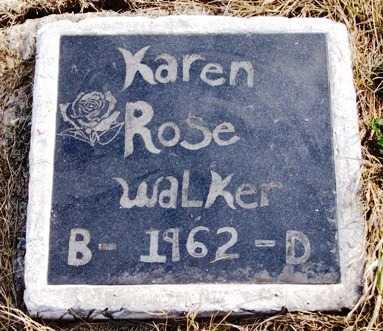 Karen
Rose
WaLKer
B - 1962 - D